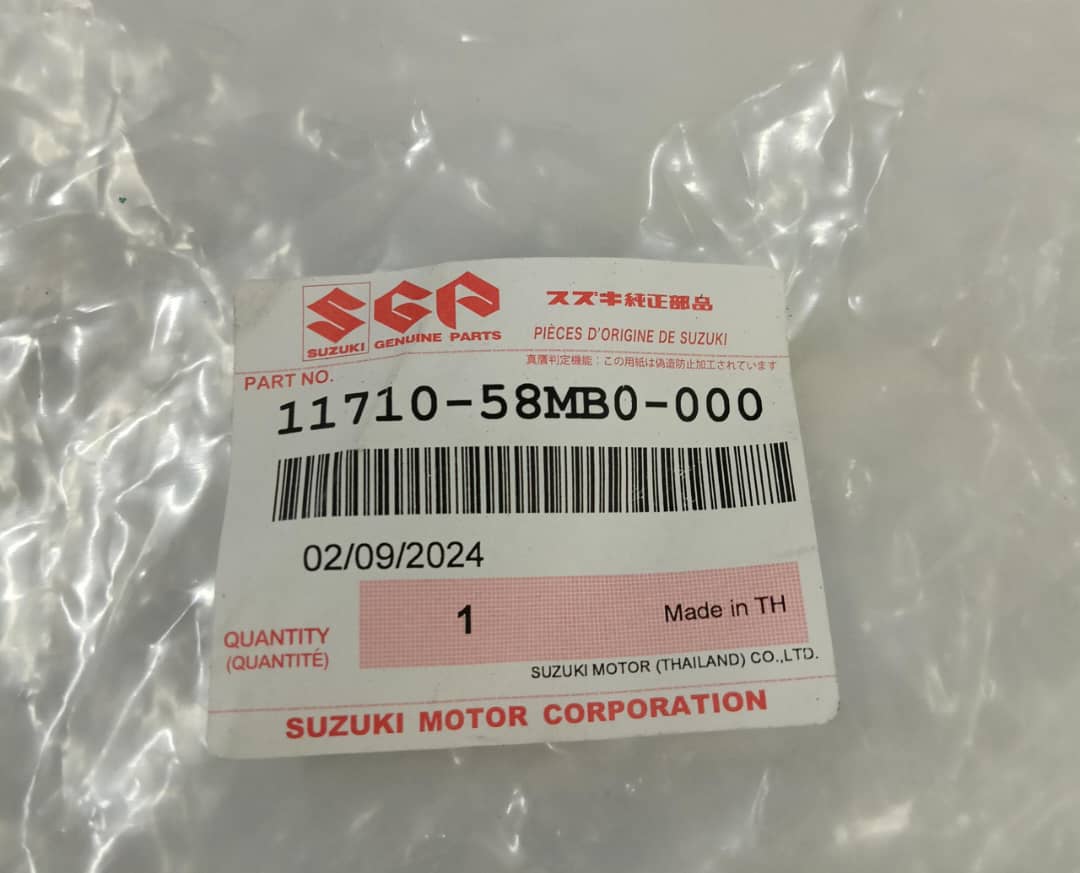 SUZUKI
SGP
GENUINE PARTS
スズキ純正部品
PIÈCES D'ORIGINE DE SUZUKI
真贋判定機能：この用紙は偽造防止加工されています
PART NO.
11710-58MB0-000
02/09/2024
QUANTITY
(QUANTITÉ)
1
Made in TH
SUZUKI MOTOR (THAILAND) CO.,LTD.
SUZUKI MOTOR CORPORATION